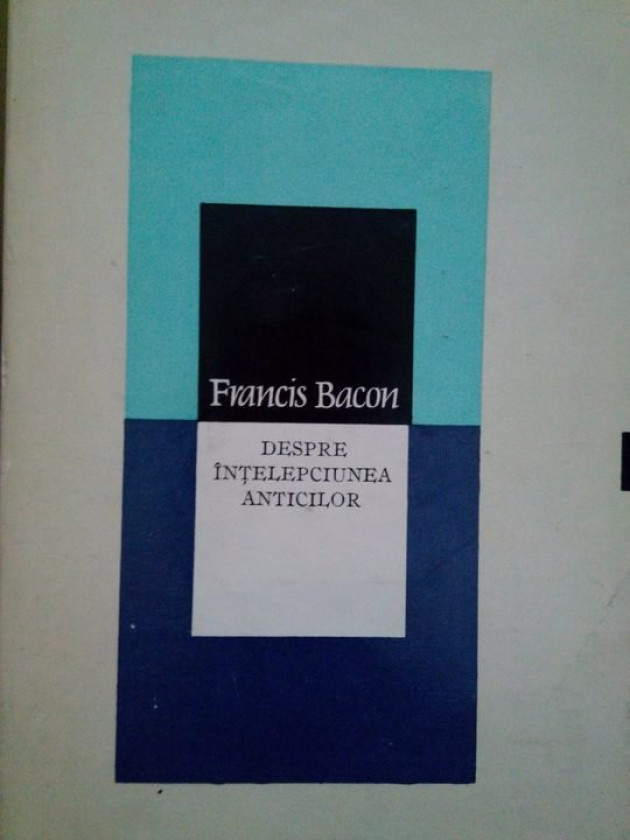 Francis Bacon
DESPRE
ÎNȚELEPCIUNEA
ANTICILOR